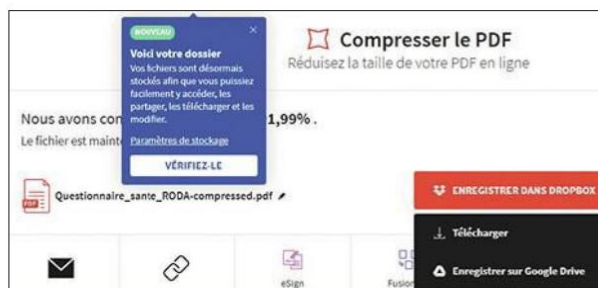 NOUVEAU
Voici votre dossier
Vos fichiers sont désormais
stockés afin que vous puissiez
facilement y accéder, les
partager, les télécharger et les
modifier.
Paramètres de stockage
VÉRIFIEZ-LE
Compresser le PDF
Réduisez la taille de votre PDF en ligne
Nous avons con 1,99% .
Le fichier est maint
PDF
Questionnaire_sante_RODA-compressed.pdf
ENREGISTRER DANS DROPBOX
Télécharger
Enregistrer sur Google Drive
eSign
Fusion